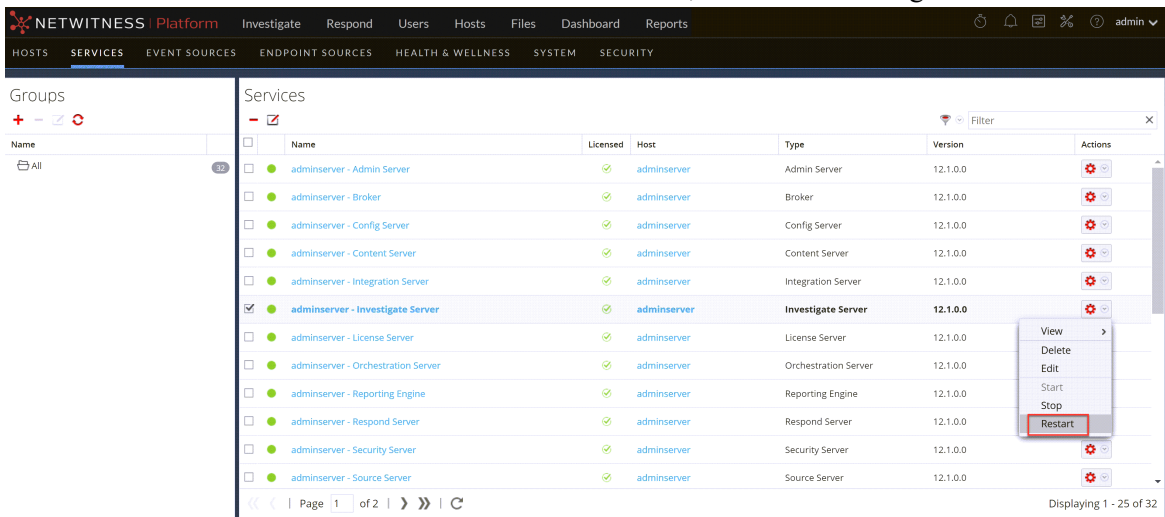 NETWITNESS | Platform Investigate Respond Users Hosts Files Dashboard Reports admin
HOSTS SERVICES EVENT SOURCES ENDPOINT SOURCES HEALTH & WELLNESS SYSTEM SECURITY
Groups
Services
Filter
Name
Name Licensed Host Type Version Actions
All 32
adminserver - Admin Server adminserver Admin Server 12.1.0.0
adminserver - Broker adminserver Broker 12.1.0.0
adminserver - Config Server adminserver Config Server 12.1.0.0
adminserver - Content Server adminserver Content Server 12.1.0.0
adminserver - Integration Server adminserver Integration Server 12.1.0.0
adminserver - Investigate Server adminserver Investigate Server 12.1.0.0
adminserver - License Server adminserver License Server 12.1.0.0
adminserver - Orchestration Server adminserver Orchestration Server 12.1.0.0
adminserver - Reporting Engine adminserver Reporting Engine 12.1.0.0
adminserver - Respond Server adminserver Respond Server 12.1.0.0
adminserver - Security Server adminserver Security Server 12.1.0.0
adminserver - Source Server adminserver Source Server 12.1.0.0
View
Delete
Edit
Start
Stop
Restart
Page 1 of 2
Displaying 1 - 25 of 32